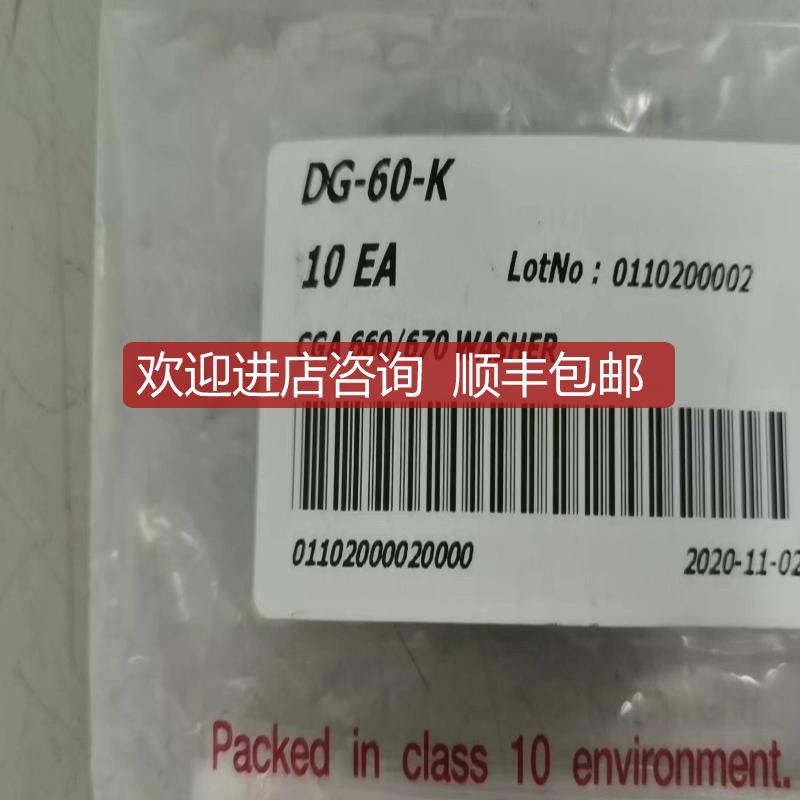 DG-60-K
10 EA
LotNo : 0110200002
CGA 660/670 WASHER
欢迎进店咨询 顺丰包邮
01102000020000
2020-11-02
Packed in class 10 environment.